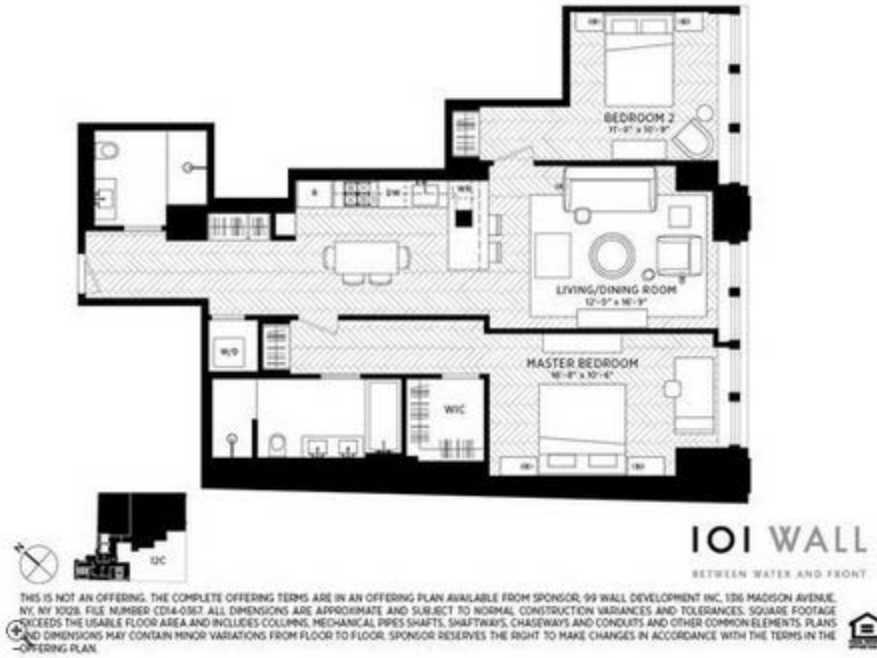 BEDROOM 2
11'-0" x 10'-9"
R
DW
LIVING/DINING ROOM
12'-0" x 16'-9"
W/D
MASTER BEDROOM
16'-8" x 10'-6"
WIC
N
12C
101 WALL
BETWEEN WATER AND FRONT
THIS IS NOT AN OFFERING. THE COMPLETE OFFERING TERMS ARE IN AN OFFERING PLAN AVAILABLE FROM SPONSOR, 99 WALL DEVELOPMENT INC, 1316 MADISON AVENUE,
NY, NY 10128. FILE NUMBER CD14-0367. ALL DIMENSIONS ARE APPROXIMATE AND SUBJECT TO NORMAL CONSTRUCTION VARIANCES AND TOLERANCES. SQUARE FOOTAGE
EXCEEDS THE USABLE FLOOR AREA AND INCLUDES COLUMNS, MECHANICAL PIPES SHAFTS, SHAFTWAYS, CHASEWAYS AND CONDUITS AND OTHER COMMON ELEMENTS. PLANS
AND DIMENSIONS MAY CONTAIN MINOR VARIATIONS FROM FLOOR TO FLOOR. SPONSOR RESERVES THE RIGHT TO MAKE CHANGES IN ACCORDANCE WITH THE TERMS IN THE
OFFERING PLAN.